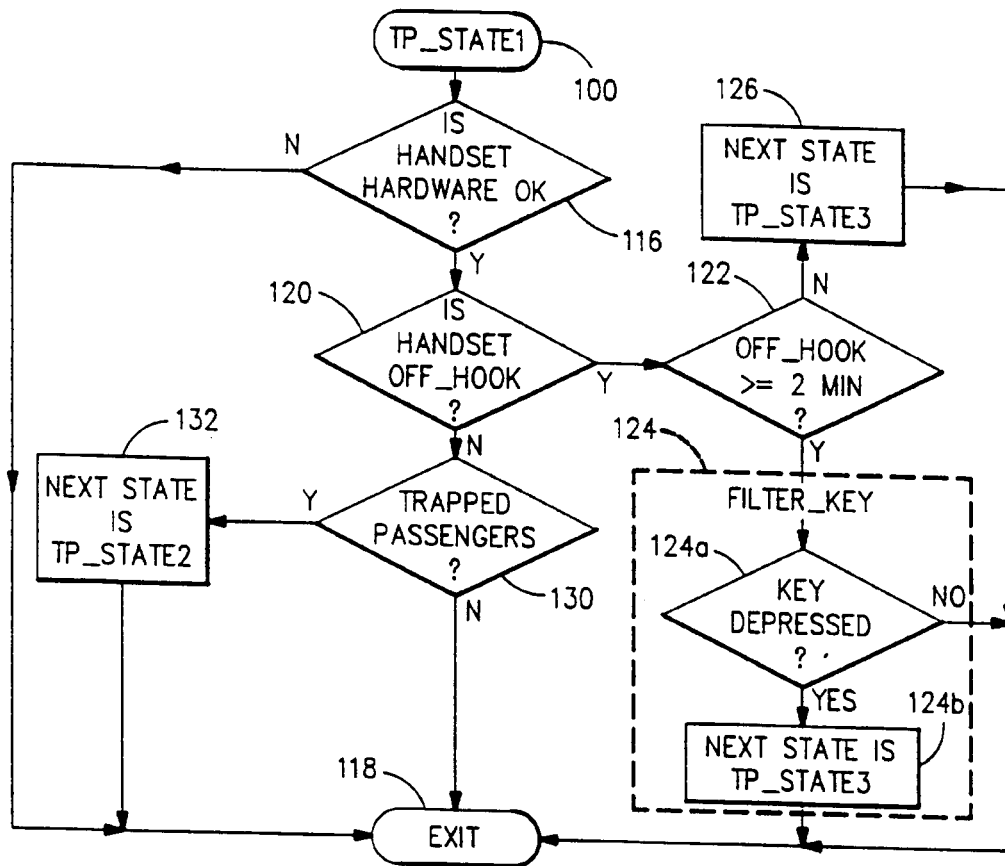 TP_STATE1
100
IS
HANDSET
HARDWARE OK
?
116
N
Y
126
NEXT STATE
IS
TP_STATE3
120
IS
HANDSET
OFF_HOOK
?
Y
N
122
N
OFF_HOOK
>= 2 MIN
?
Y
132
NEXT STATE
IS
TP_STATE2
Y
TRAPPED
PASSENGERS
?
130
N
124
FILTER_KEY
124a
KEY
DEPRESSED
?
NO
YES
124b
NEXT STATE IS
TP_STATE3
118
EXIT